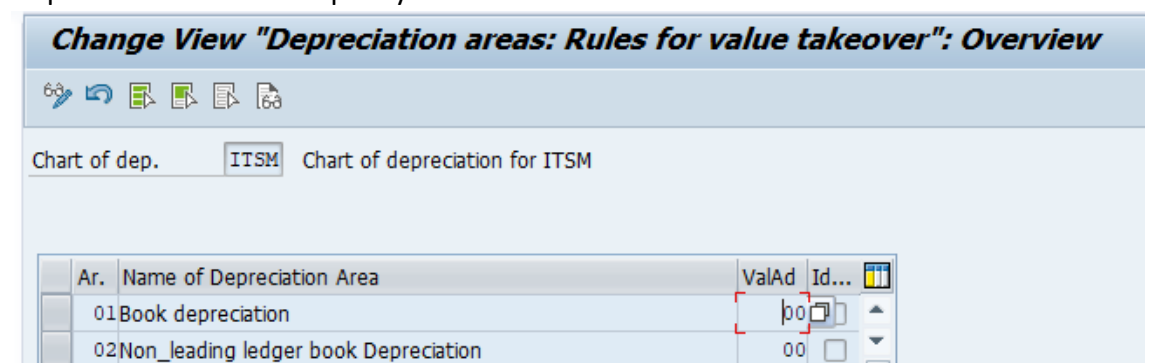 Change View "Depreciation areas: Rules for value takeover": Overview
Chart of dep. ITSM Chart of depreciation for ITSM
Ar. Name of Depreciation Area ValAd Id...
01 Book depreciation 00
02 Non_leading ledger book Depreciation 00